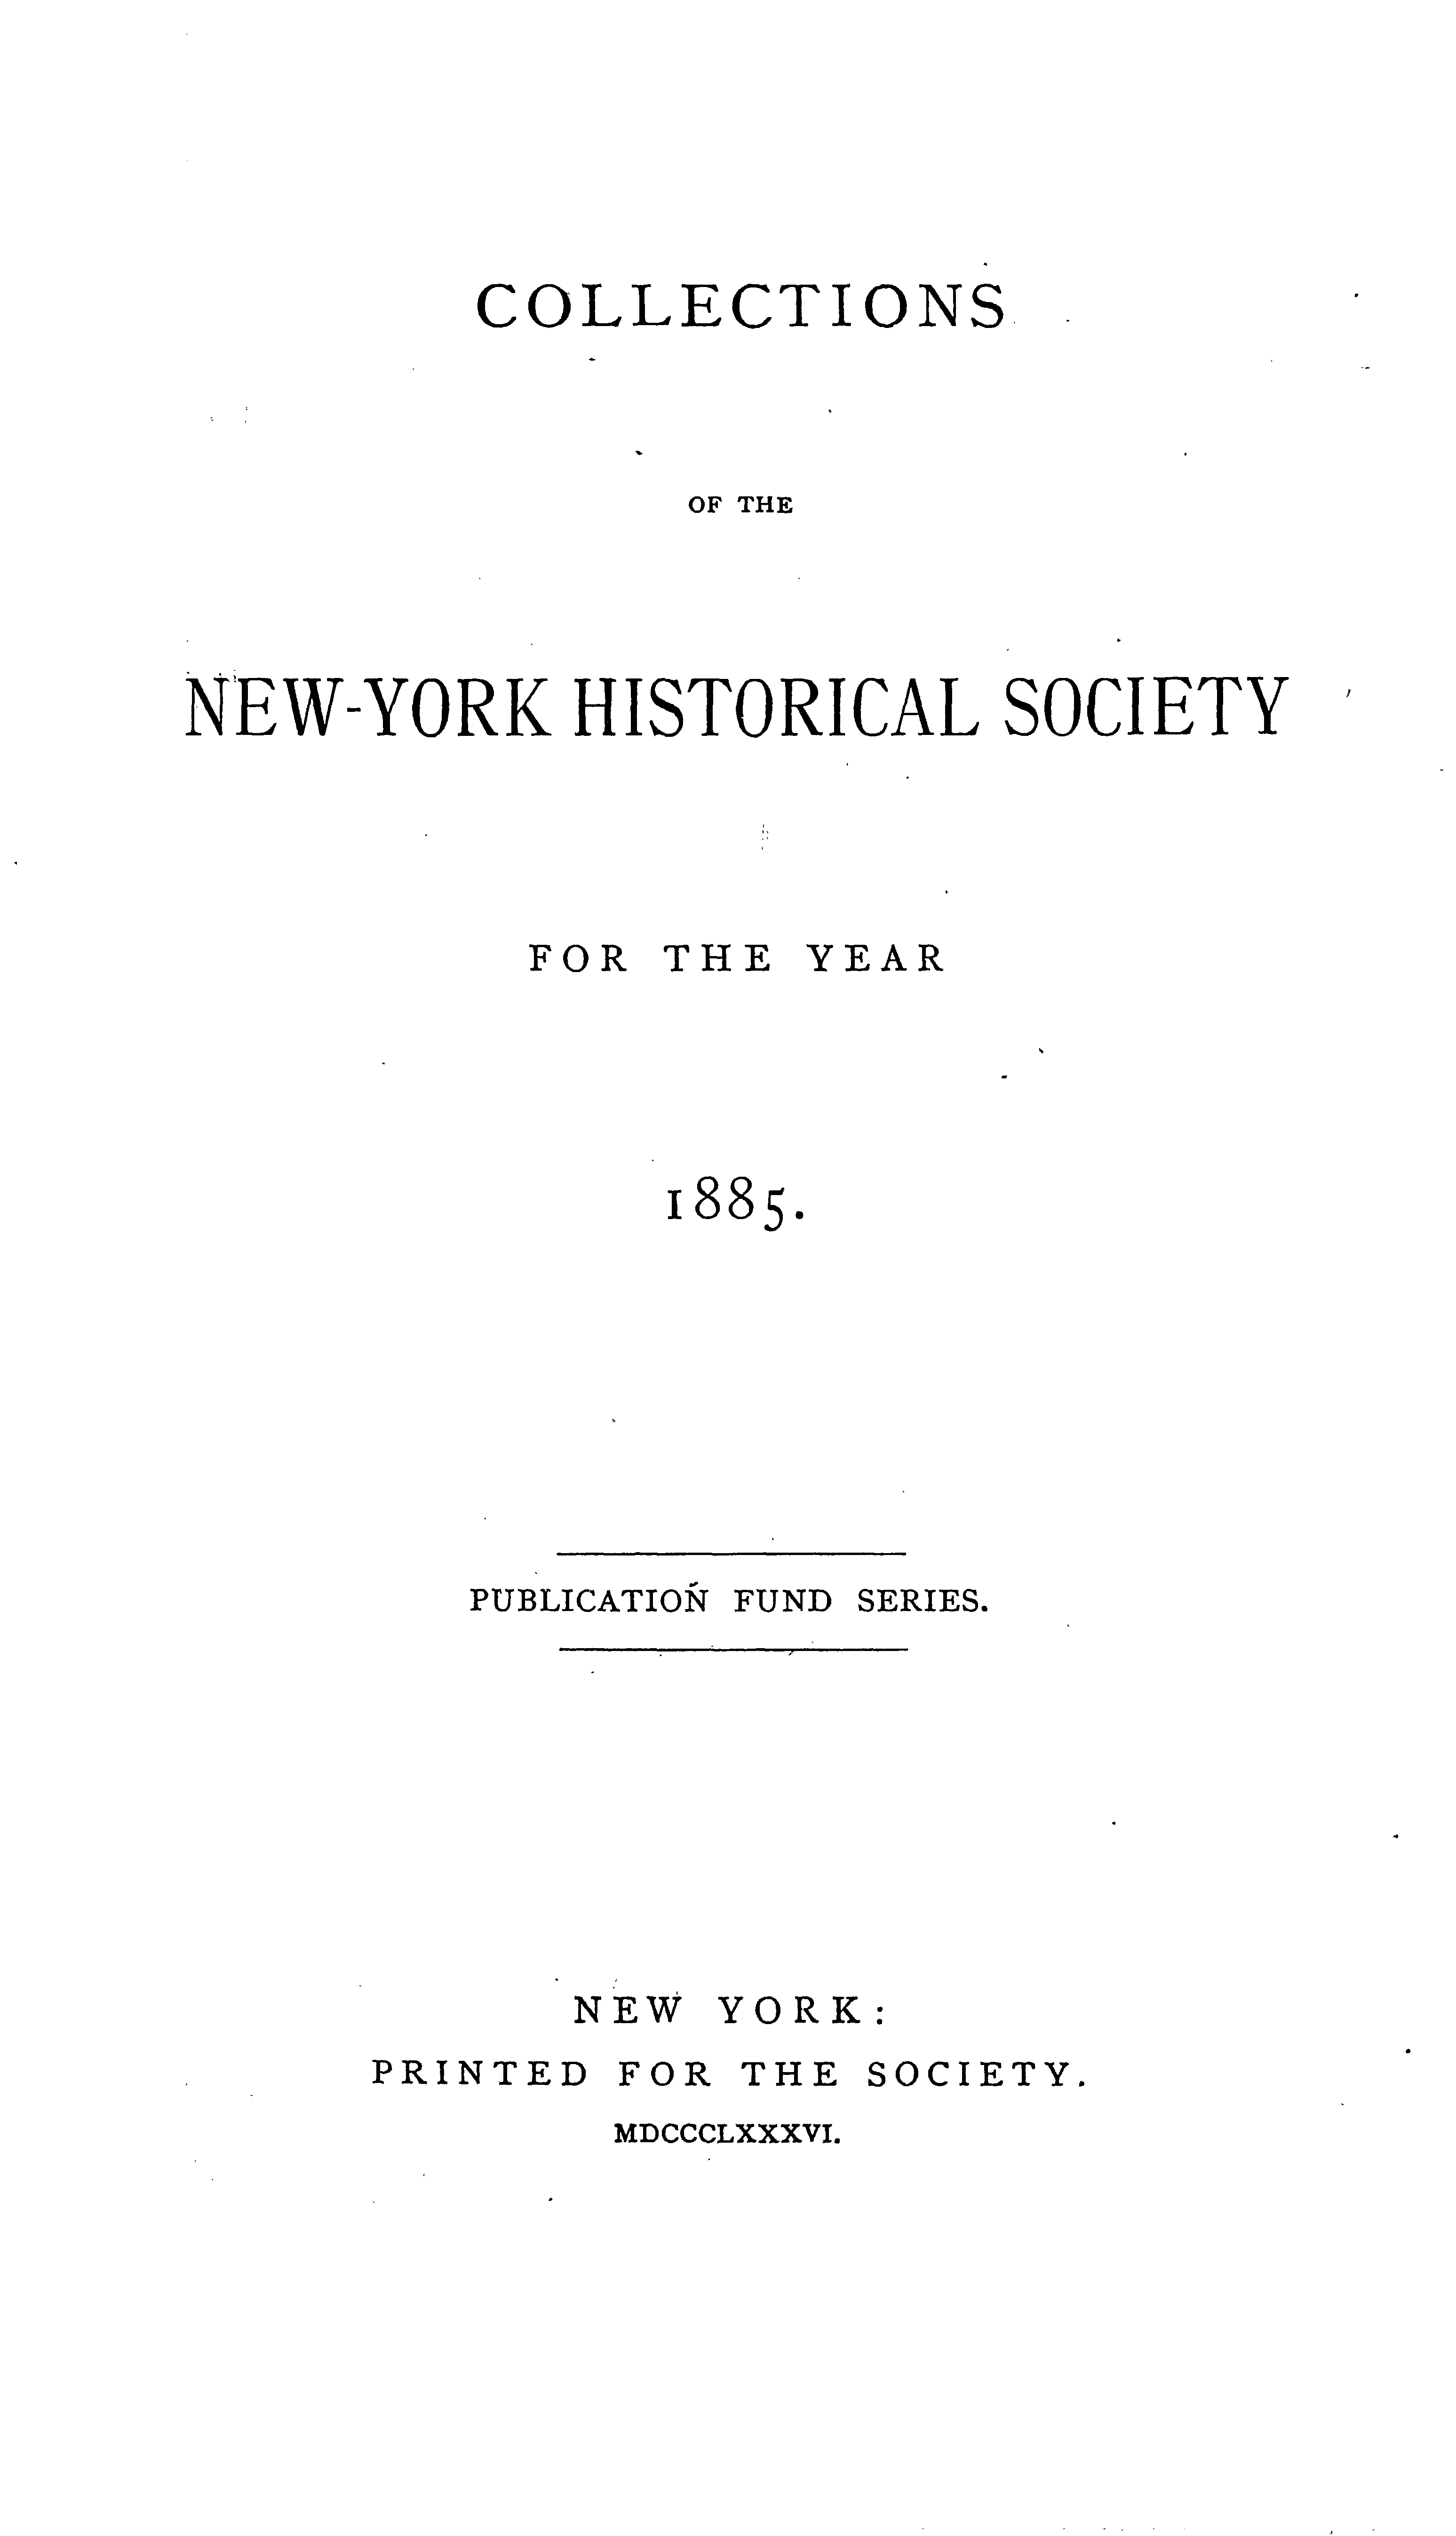 COLLECTIONS
OF THE
NEW-YORK HISTORICAL SOCIETY
FOR THE YEAR
1885.
PUBLICATION FUND SERIES.
NEW YORK:
PRINTED FOR THE SOCIETY.
MDCCCLXXXVI.